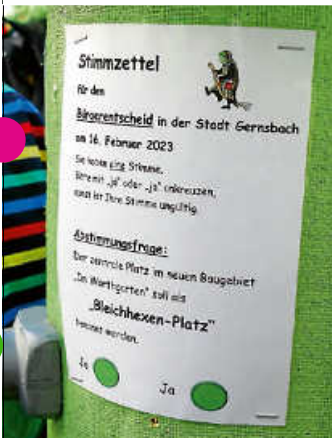 Stimmzettel
für den
Bürgerentscheid in der Stadt Gernsbach
am 16. Februar 2023
Sie haben eine Stimme.
Bitte mit „ja" oder „ja" ankreuzen,
sonst ist Ihre Stimme ungültig.
Abstimmungsfrage:
Der zentrale Platz im neuen Baugebiet
„Im Wörthgarten" soll als
„Bleichhexen-Platz"
benannt werden.
Ja
Ja